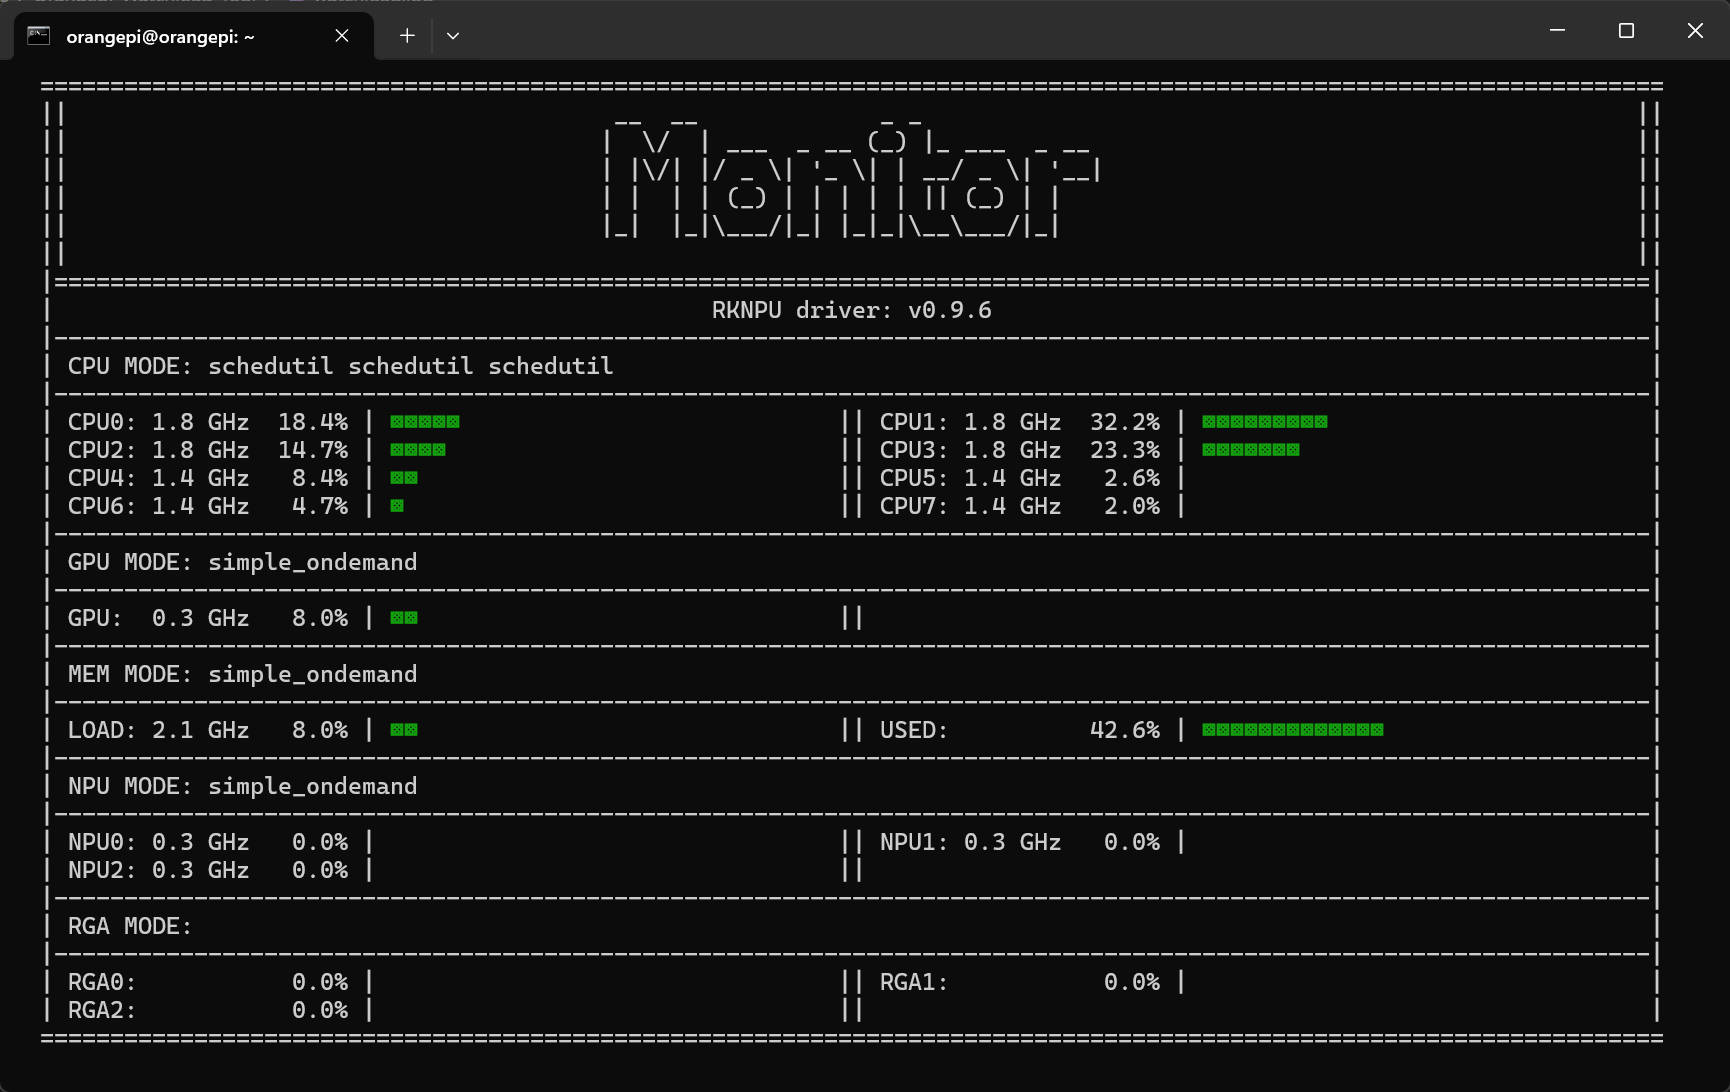 orangepi@orangepi: ~
Monitor
RKNPU driver: v0.9.6
CPU MODE: schedutil schedutil schedutil
CPU0: 1.8 GHz 18.4% | || CPU1: 1.8 GHz 32.2% |
CPU2: 1.8 GHz 14.7% | || CPU3: 1.8 GHz 23.3% |
CPU4: 1.4 GHz 8.4% | || CPU5: 1.4 GHz 2.6% |
CPU6: 1.4 GHz 4.7% | || CPU7: 1.4 GHz 2.0% |
GPU MODE: simple_ondemand
GPU: 0.3 GHz 8.0% | ||
MEM MODE: simple_ondemand
LOAD: 2.1 GHz 8.0% | || USED: 42.6% |
NPU MODE: simple_ondemand
NPU0: 0.3 GHz 0.0% | || NPU1: 0.3 GHz 0.0% |
NPU2: 0.3 GHz 0.0% | ||
RGA MODE:
RGA0: 0.0% | || RGA1: 0.0% |
RGA2: 0.0% | ||